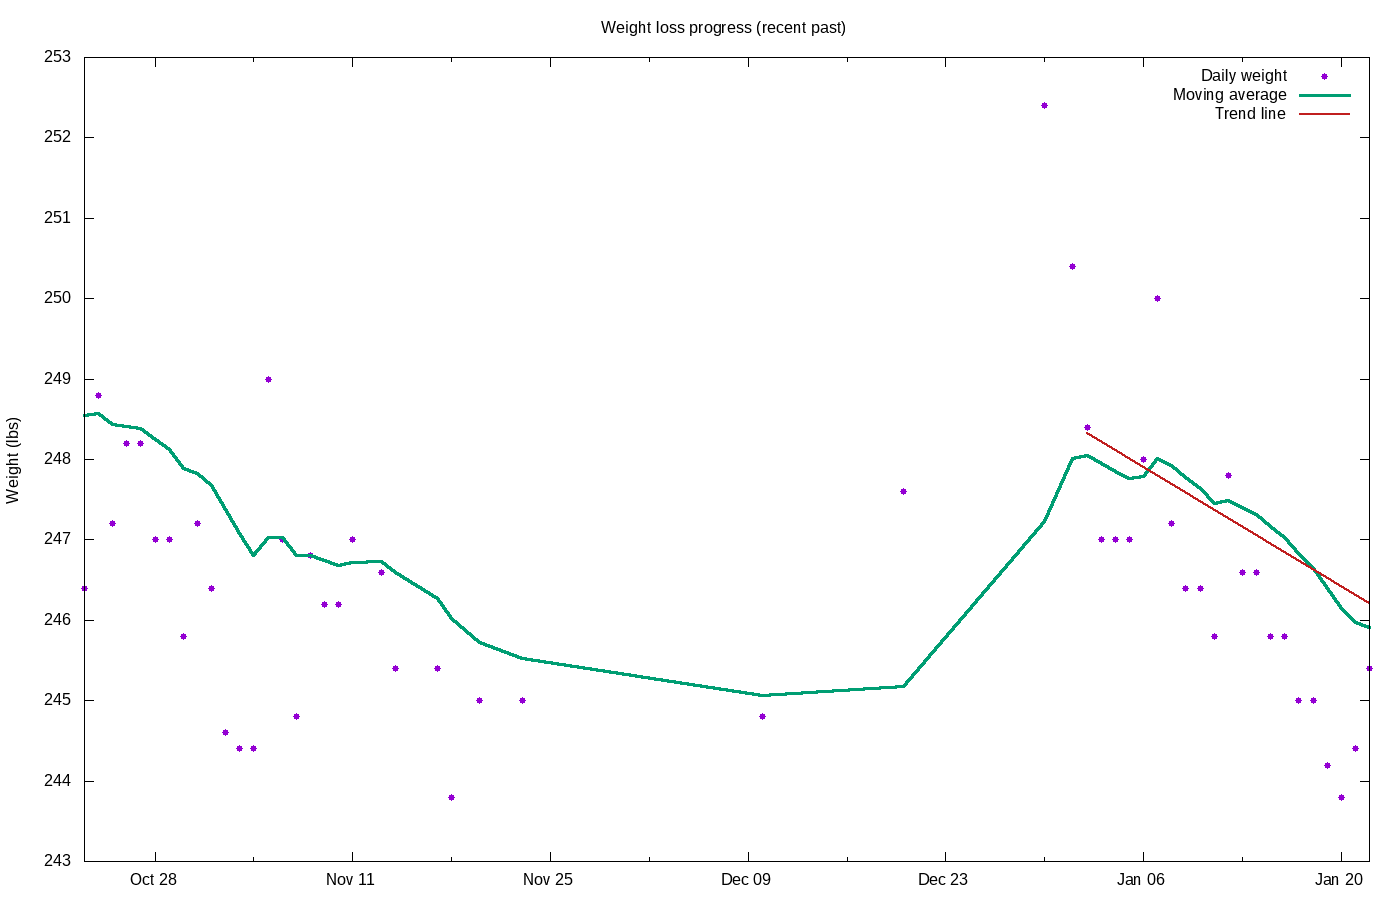 Weight loss progress (recent past)
253
252
251
250
249
248
247
246
245
244
243
Weight (lbs)
Daily weight
Moving average
Trend line
Oct 28
Nov 11
Nov 25
Dec 09
Dec 23
Jan 06
Jan 20